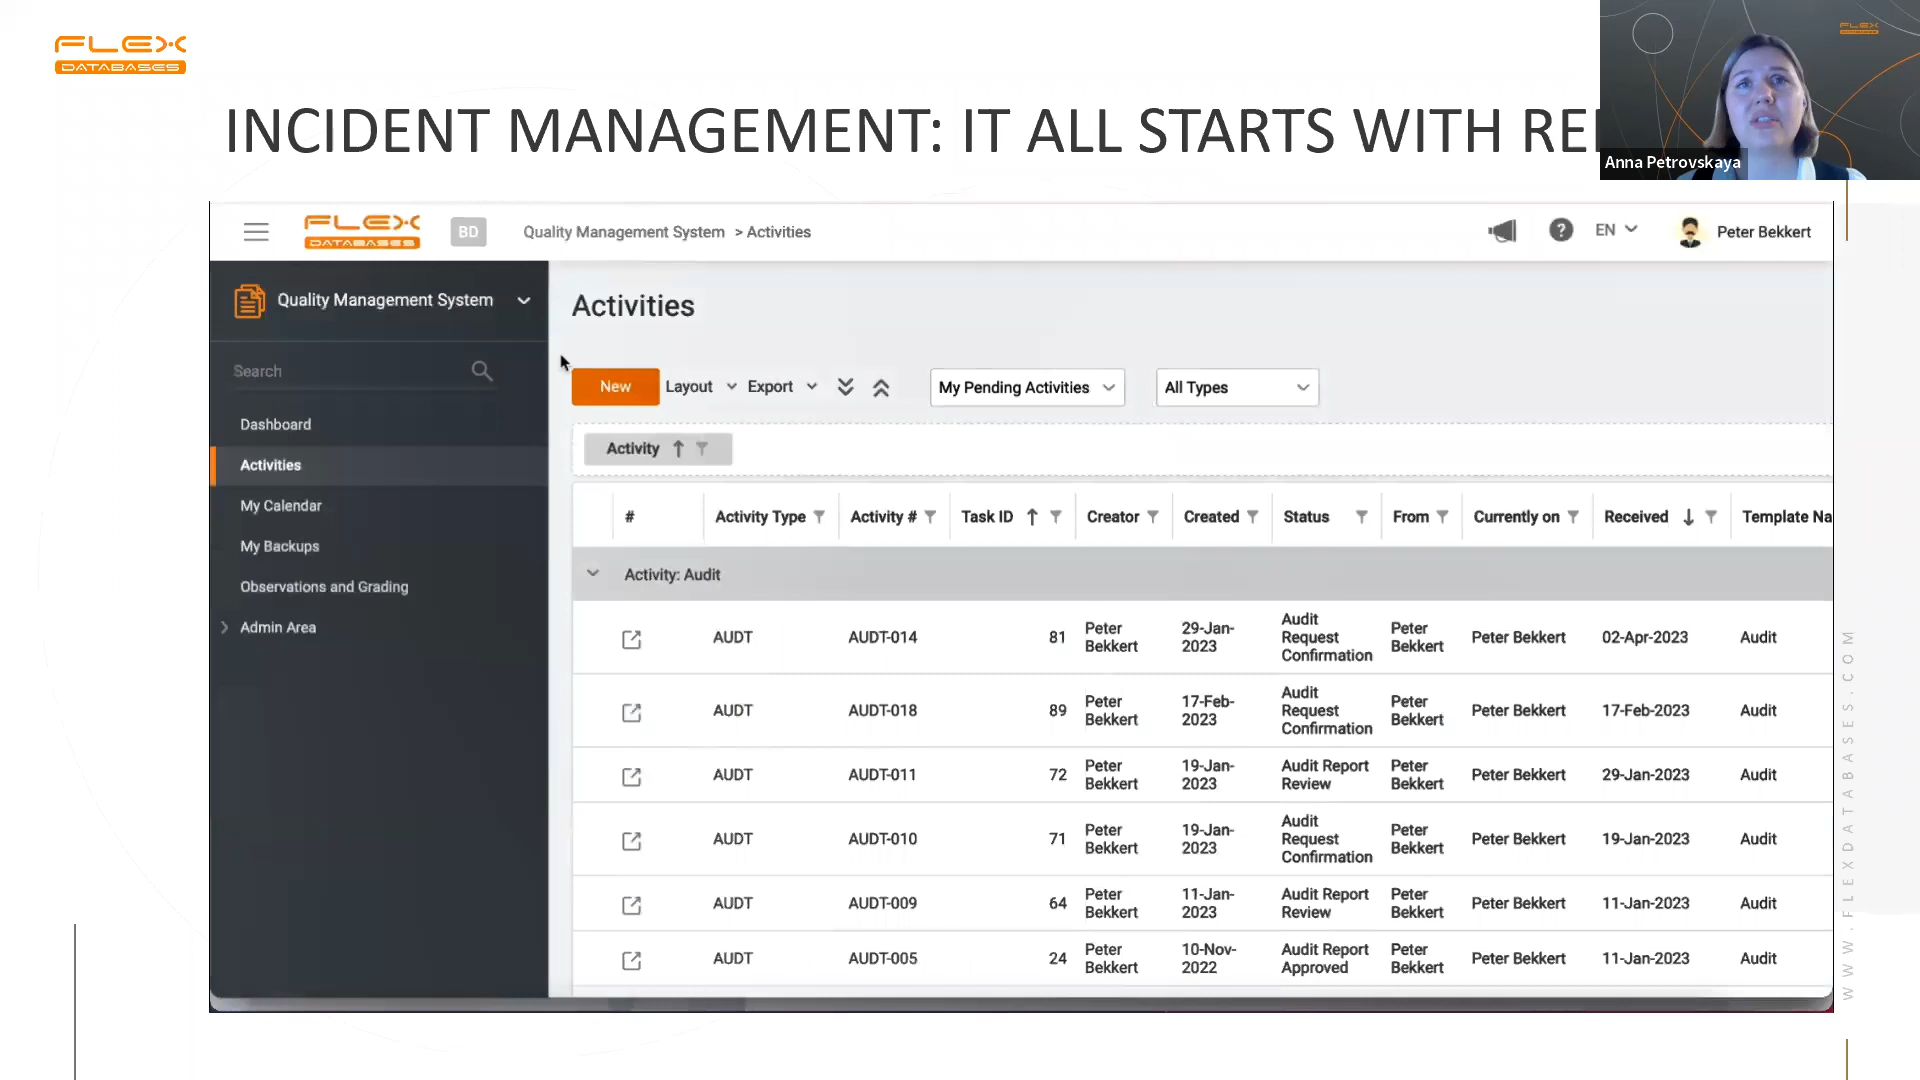 FLEX
DATABASES
INCIDENT MANAGEMENT: IT ALL STARTS WITH
FLEX
DATABASES
Anna Petrovskaya
FLEX
DATABASES
BD
Quality Management System > Activities
?
EN
Peter Bekkert
Quality Management System
Search
Dashboard
Activities
My Calendar
My Backups
Observations and Grading
Admin Area
Activities
New
Layout
Export
My Pending Activities
All Types
Activity
# Activity Type Activity # Task ID Creator Created Status From Currently on Received Template Na
Activity: Audit
AUDT AUDT-014 81 Peter Bekkert 29-Jan-2023 Audit Request Confirmation Peter Bekkert Peter Bekkert 02-Apr-2023 Audit
AUDT AUDT-018 89 Peter Bekkert 17-Feb-2023 Audit Request Confirmation Peter Bekkert Peter Bekkert 17-Feb-2023 Audit
AUDT AUDT-011 72 Peter Bekkert 19-Jan-2023 Audit Report Review Peter Bekkert Peter Bekkert 29-Jan-2023 Audit
AUDT AUDT-010 71 Peter Bekkert 19-Jan-2023 Audit Request Confirmation Peter Bekkert Peter Bekkert 19-Jan-2023 Audit
AUDT AUDT-009 64 Peter Bekkert 11-Jan-2023 Audit Report Review Peter Bekkert Peter Bekkert 11-Jan-2023 Audit
AUDT AUDT-005 24 Peter Bekkert 10-Nov-2022 Audit Report Approved Peter Bekkert Peter Bekkert 11-Jan-2023 Audit
WWW.FLEXDATABASES.COM